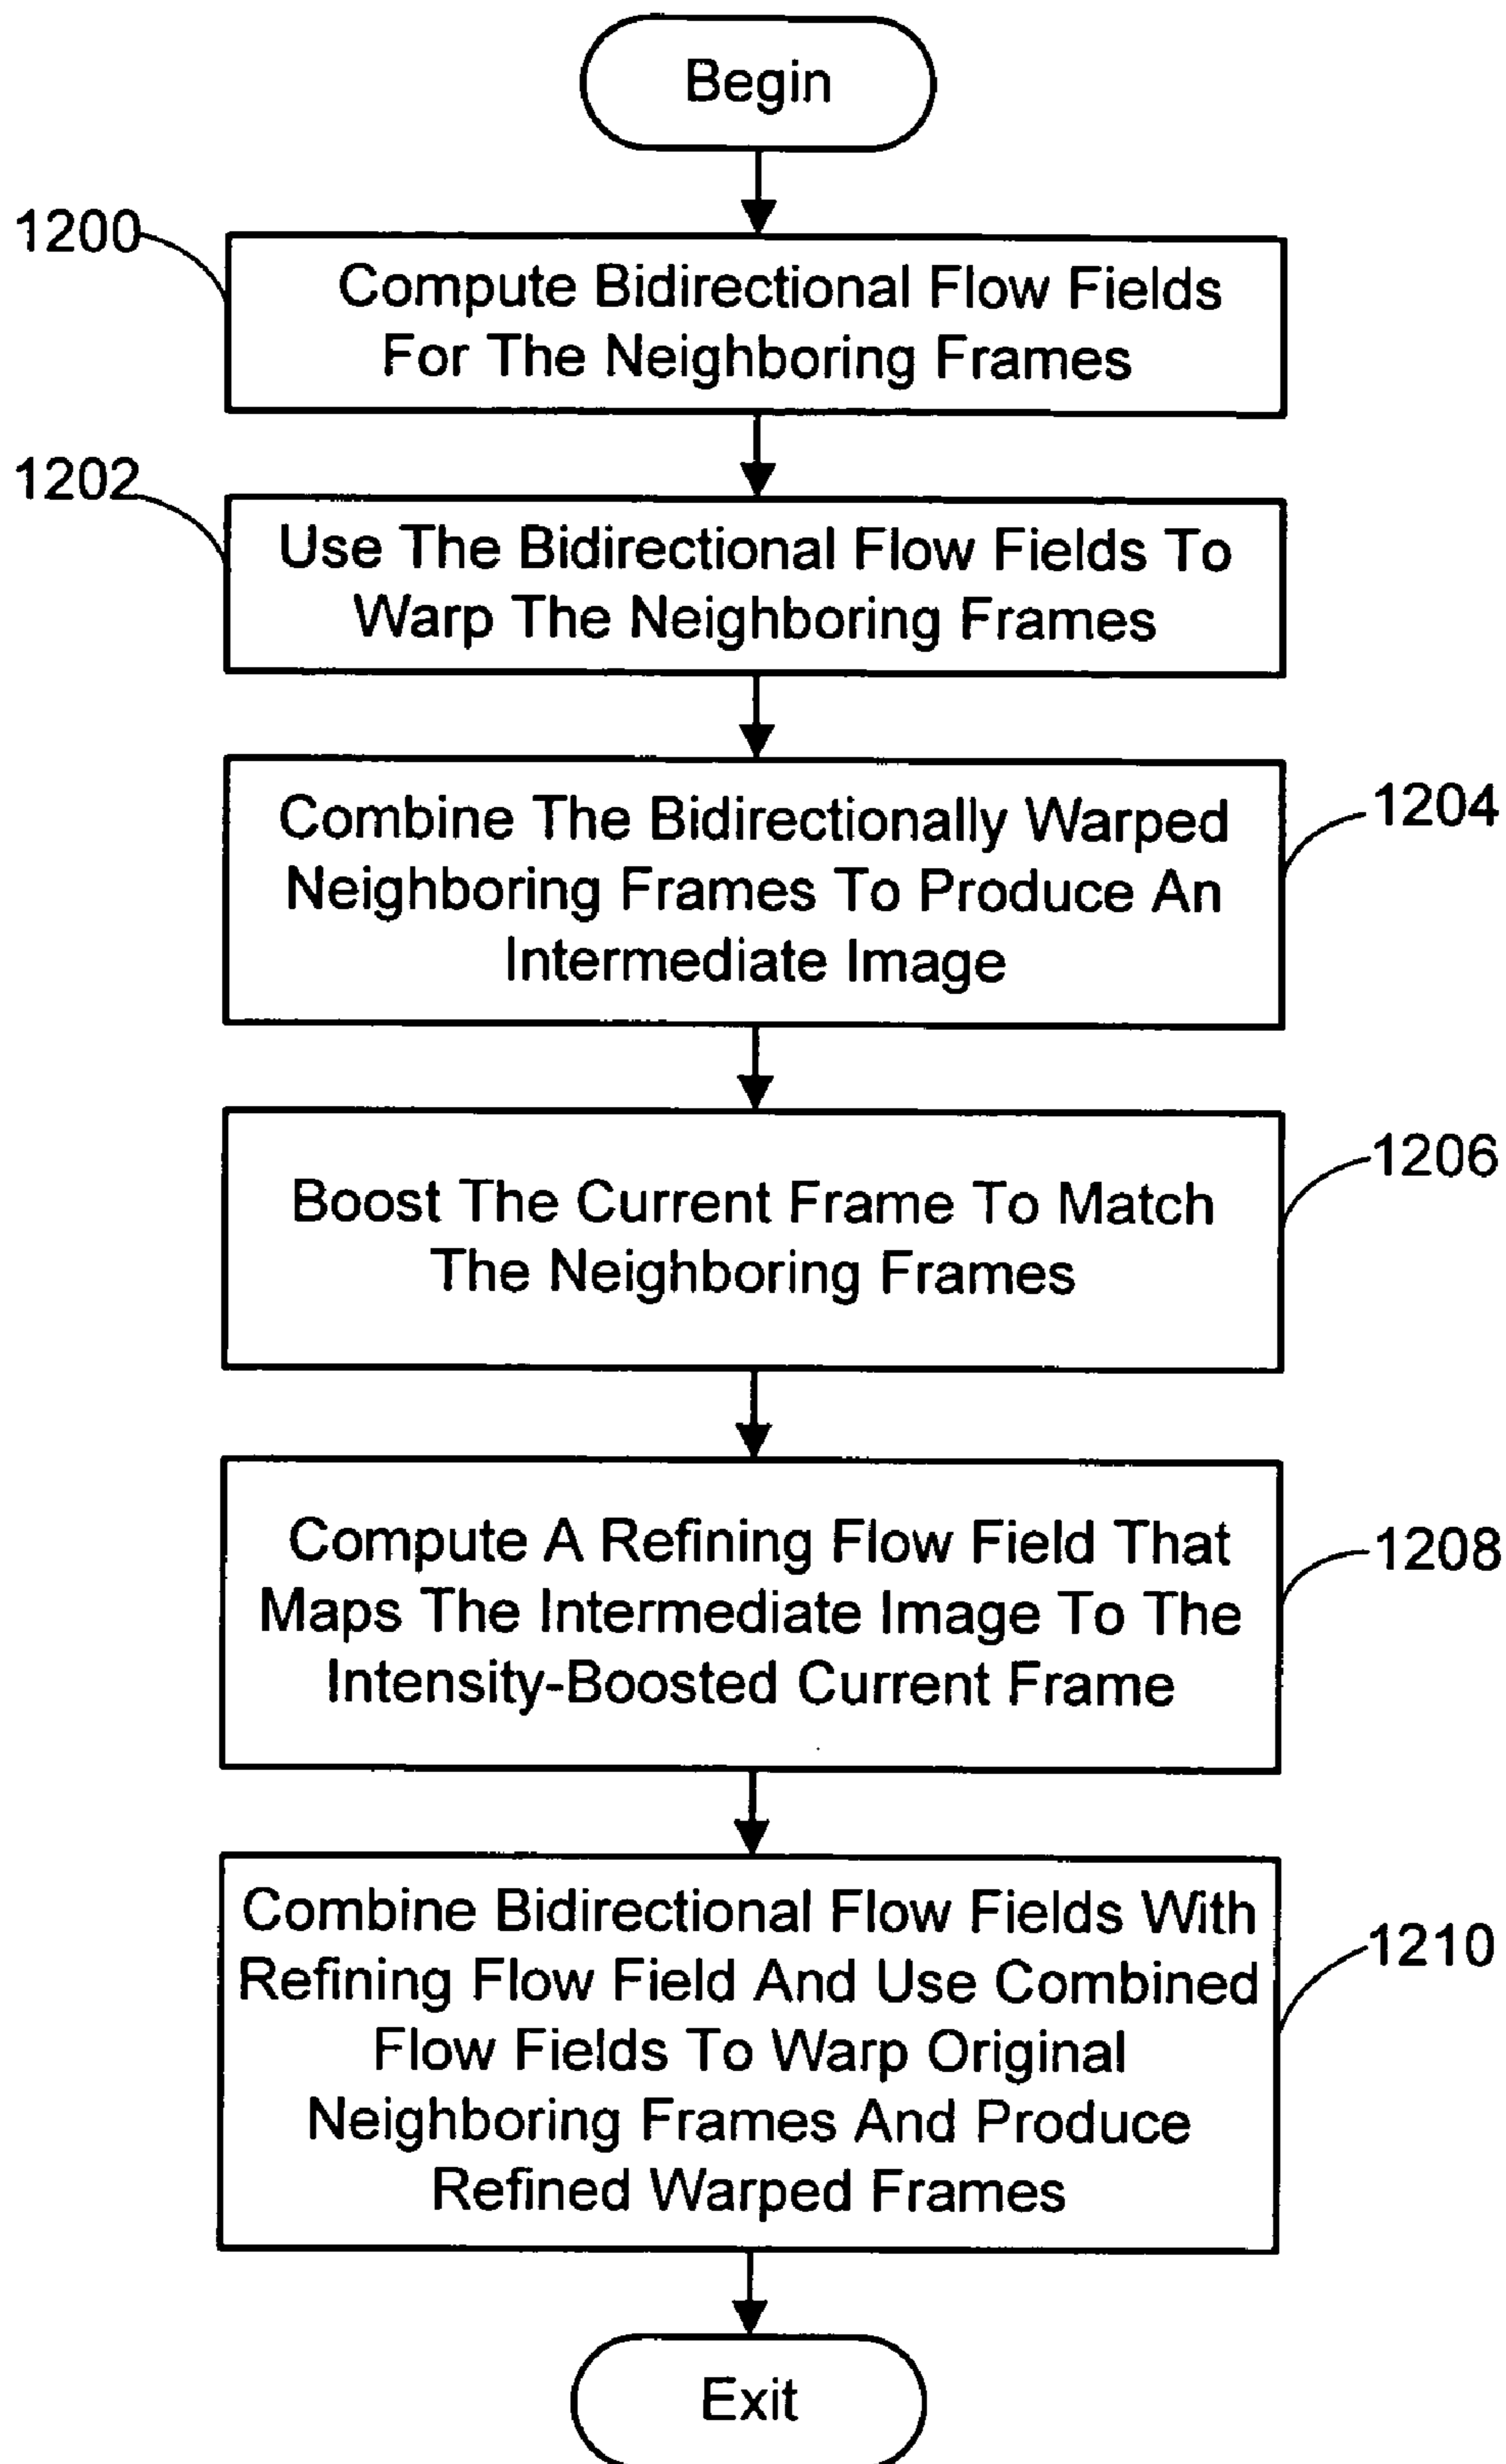 Begin
1200
Compute Bidirectional Flow Fields
For The Neighboring Frames
1202
Use The Bidirectional Flow Fields To
Warp The Neighboring Frames
Combine The Bidirectionally Warped
Neighboring Frames To Produce An
Intermediate Image
1204
Boost The Current Frame To Match
The Neighboring Frames
1206
Compute A Refining Flow Field That
Maps The Intermediate Image To The
Intensity-Boosted Current Frame
1208
Combine Bidirectional Flow Fields With
Refining Flow Field And Use Combined
Flow Fields To Warp Original
Neighboring Frames And Produce
Refined Warped Frames
1210
Exit